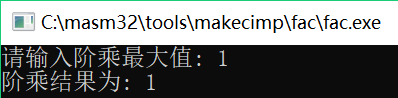 C:\masm32\tools\makecimp\fac\fac.exe
请输入阶乘最大值: 1
阶乘结果为: 1